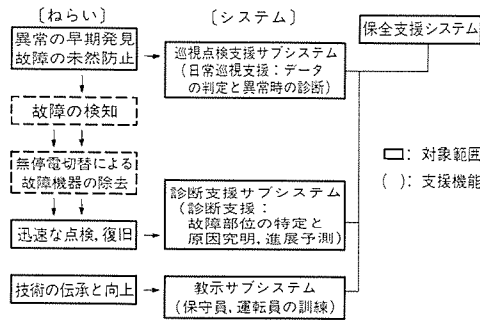 〔ねらい〕
〔システム〕
異常の早期発見
故障の未然防止
巡視点検支援サブシステム
(日常巡視支援:データ
の判定と異常時の診断)
保全支援システム
故障の検知
無停電切替による
故障機器の除去
□: 対象範囲
( ): 支援機能
迅速な点検,復旧
診断支援サブシステム
(診断支援:
故障部位の特定と
原因究明,進展予測)
技術の伝承と向上
教示サブシステム
(保守員,運転員の訓練)